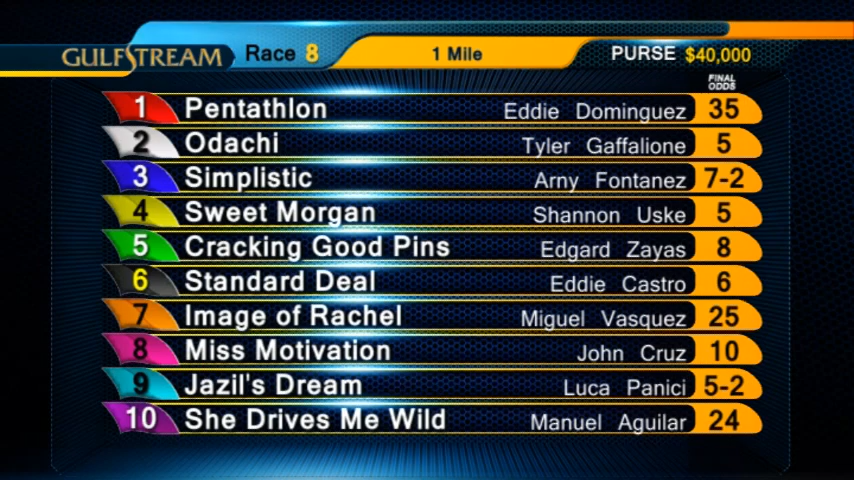 GULFSTREAM Race 8 1 Mile PURSE $40,000
FINAL ODDS
1 Pentathlon Eddie Dominguez 35
2 Odachi Tyler Gaffalione 5
3 Simplistic Arny Fontanez 7-2
4 Sweet Morgan Shannon Uske 5
5 Cracking Good Pins Edgard Zayas 8
6 Standard Deal Eddie Castro 6
7 Image of Rachel Miguel Vasquez 25
8 Miss Motivation John Cruz 10
9 Jazil's Dream Luca Panici 5-2
10 She Drives Me Wild Manuel Aguilar 24